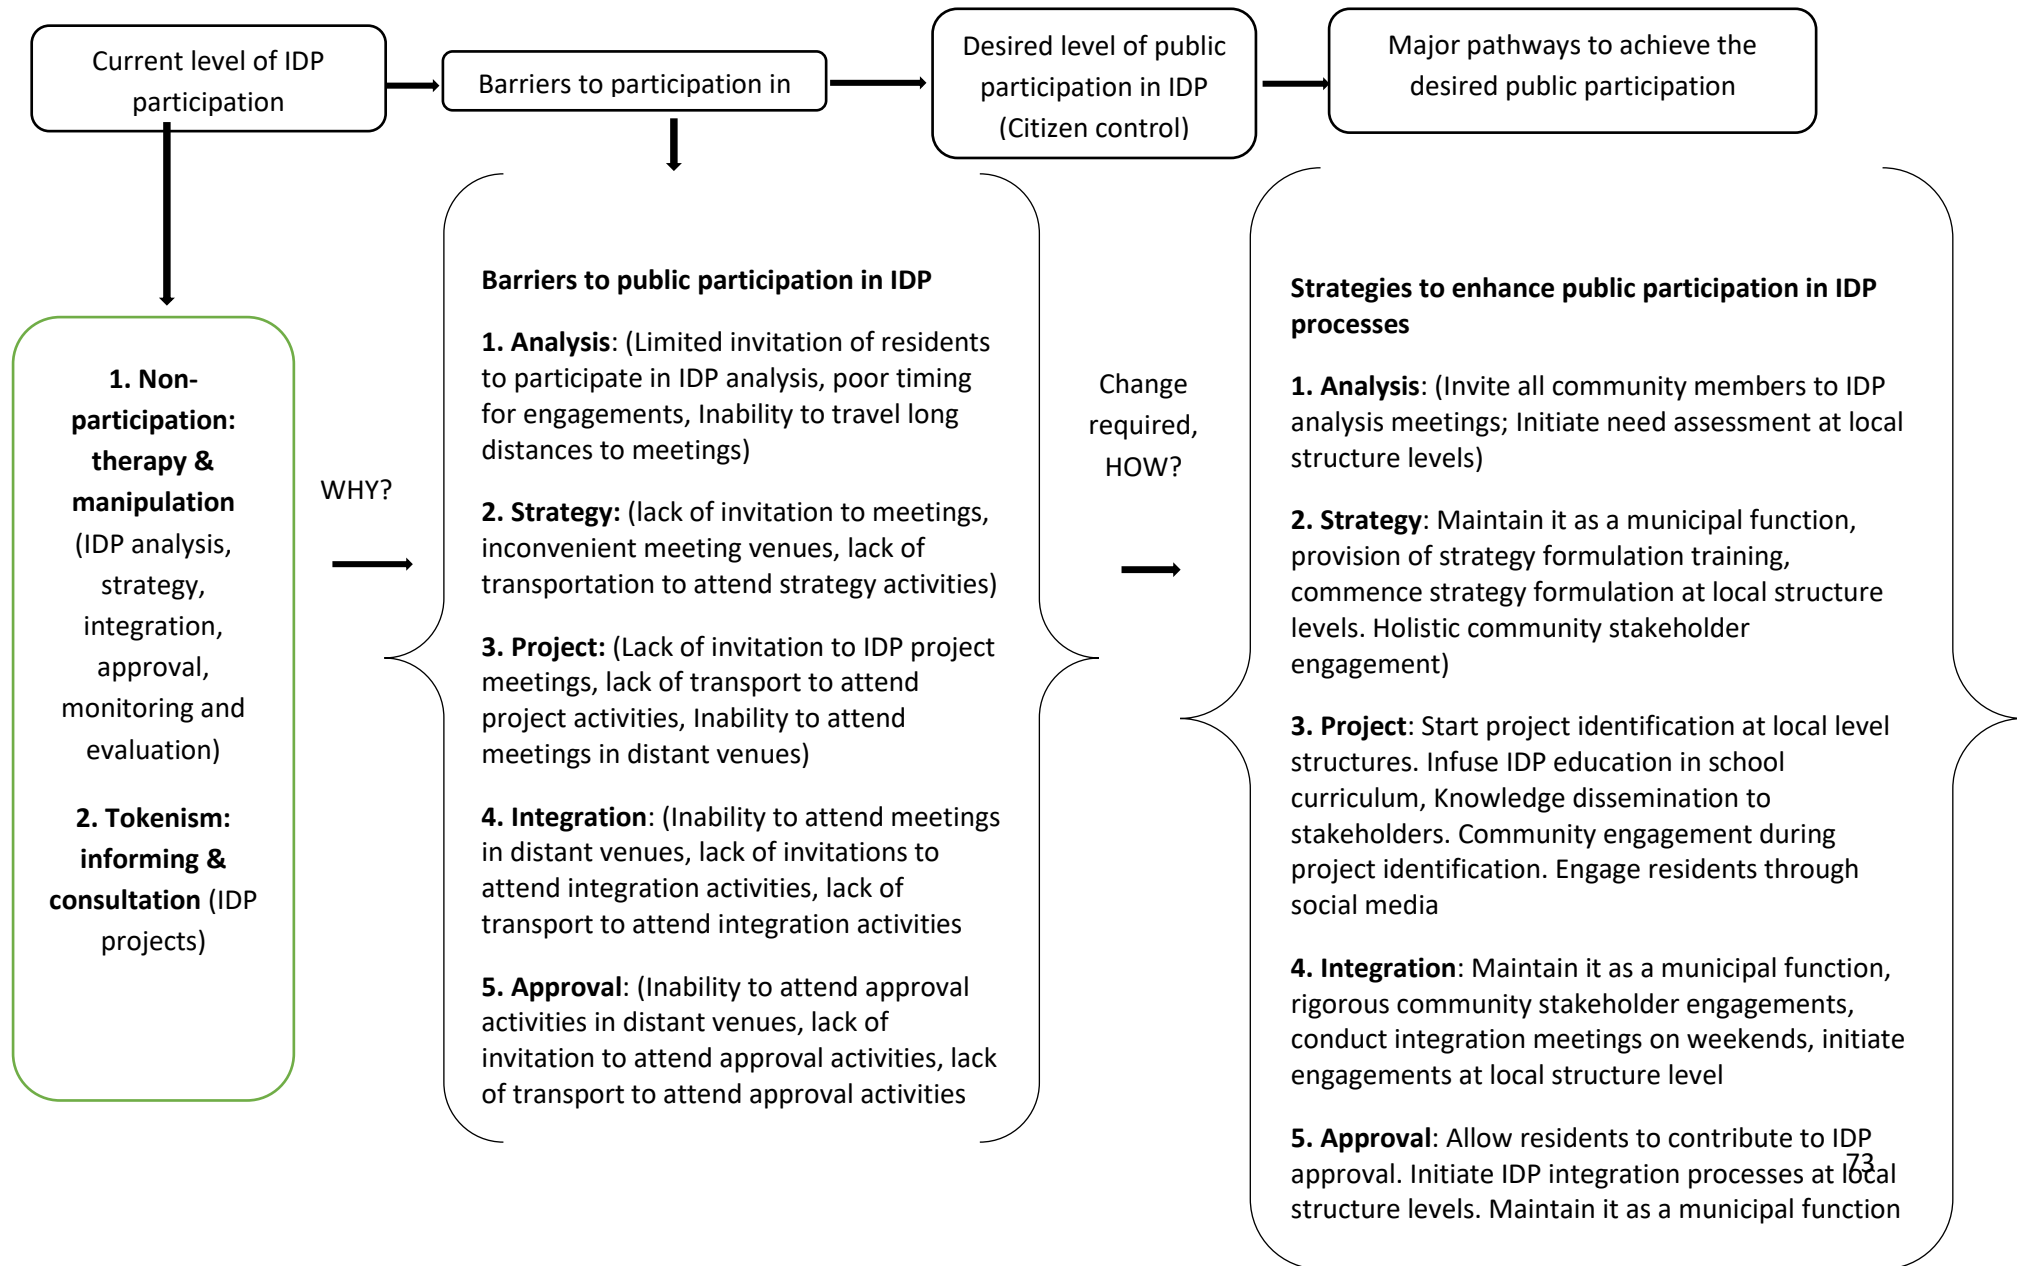 Current level of IDP
participation
Barriers to participation in
Desired level of public
participation in IDP
(Citizen control)
Major pathways to achieve the
desired public participation
1. Non-
participation:
therapy &
manipulation
(IDP analysis,
strategy,
integration,
approval,
monitoring and
evaluation)
2. Tokenism:
informing &
consultation (IDP
projects)
WHY?
Barriers to public participation in IDP
1. Analysis: (Limited invitation of residents
to participate in IDP analysis, poor timing
for engagements, Inability to travel long
distances to meetings)
2. Strategy: (lack of invitation to meetings,
inconvenient meeting venues, lack of
transportation to attend strategy activities)
3. Project: (Lack of invitation to IDP project
meetings, lack of transport to attend
project activities, Inability to attend
meetings in distant venues)
4. Integration: (Inability to attend meetings
in distant venues, lack of invitations to
attend integration activities, lack of
transport to attend integration activities
5. Approval: (Inability to attend approval
activities in distant venues, lack of
invitation to attend approval activities, lack
of transport to attend approval activities
Change
required,
HOW?
Strategies to enhance public participation in IDP
processes
1. Analysis: (Invite all community members to IDP
analysis meetings; Initiate need assessment at local
structure levels)
2. Strategy: Maintain it as a municipal function,
provision of strategy formulation training,
commence strategy formulation at local structure
levels. Holistic community stakeholder
engagement)
3. Project: Start project identification at local level
structures. Infuse IDP education in school
curriculum, Knowledge dissemination to
stakeholders. Community engagement during
project identification. Engage residents through
social media
4. Integration: Maintain it as a municipal function,
rigorous community stakeholder engagements,
conduct integration meetings on weekends, initiate
engagements at local structure level
5. Approval: Allow residents to contribute to IDP
approval. Initiate IDP integration processes at local
structure levels. Maintain it as a municipal function
73